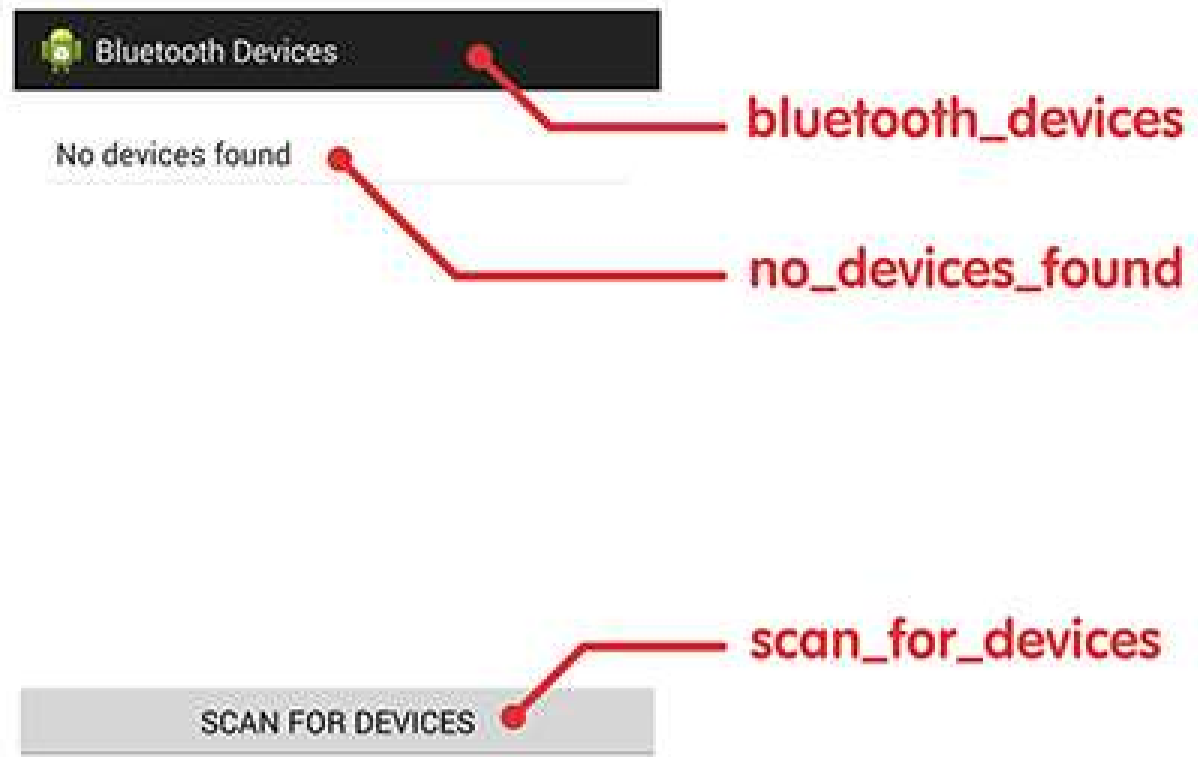 Bluetooth Devices
bluetooth_devices
No devices found
no_devices_found
scan_for_devices
SCAN FOR DEVICES